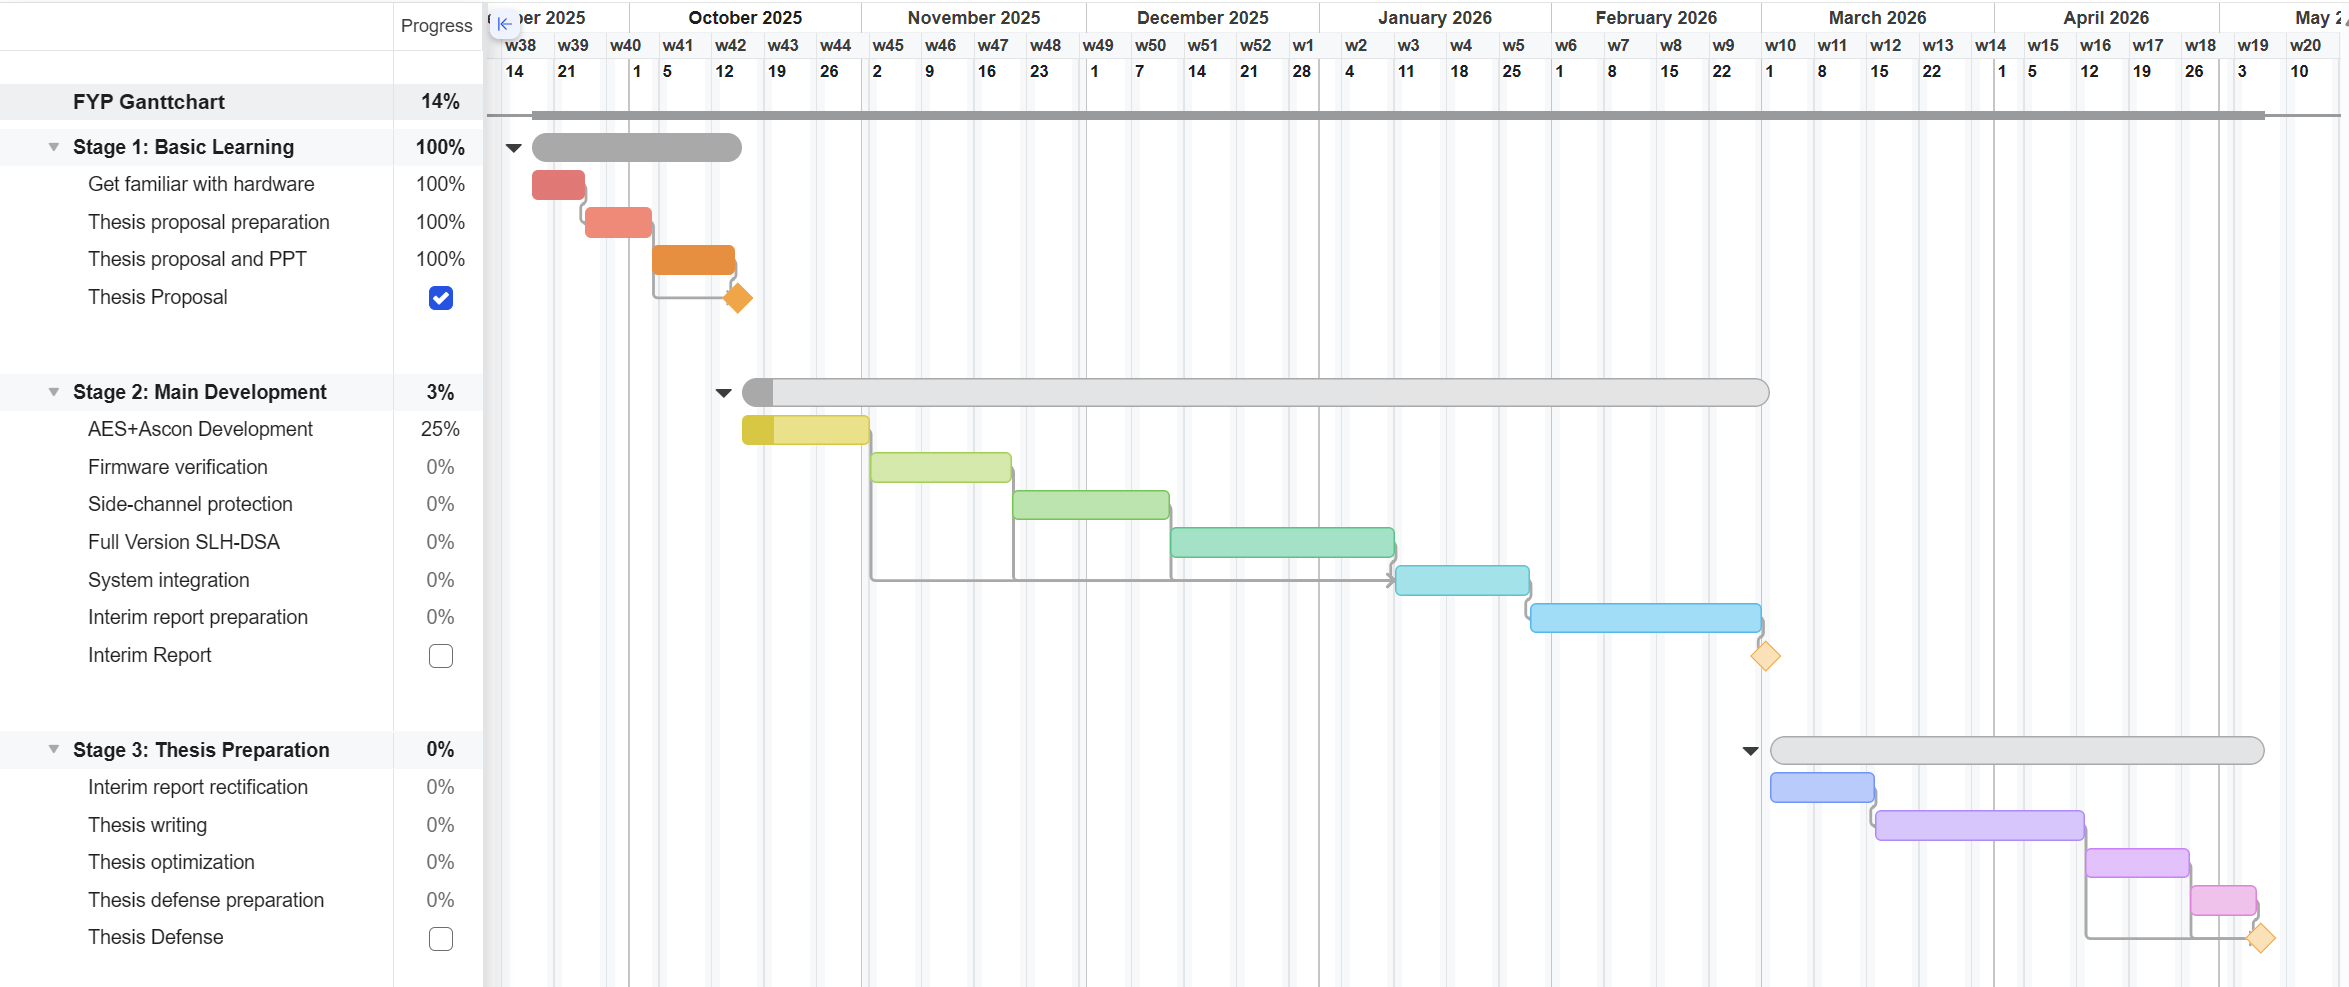 Progress
ber 2025 October 2025 November 2025 December 2025 January 2026 February 2026 March 2026 April 2026 May 2
w38 w39 w40 w41 w42 w43 w44 w45 w46 w47 w48 w49 w50 w51 w52 w1 w2 w3 w4 w5 w6 w7 w8 w9 w10 w11 w12 w13 w14 w15 w16 w17 w18 w19 w20
14 21 1 5 12 19 26 2 9 16 23 1 7 14 21 28 4 11 18 25 1 8 15 22 1 8 15 22 1 5 12 19 26 3 10
FYP Ganttchart 14%
Stage 1: Basic Learning 100%
Get familiar with hardware 100%
Thesis proposal preparation 100%
Thesis proposal and PPT 100%
Thesis Proposal
Stage 2: Main Development 3%
AES+Ascon Development 25%
Firmware verification 0%
Side-channel protection 0%
Full Version SLH-DSA 0%
System integration 0%
Interim report preparation 0%
Interim Report
Stage 3: Thesis Preparation 0%
Interim report rectification 0%
Thesis writing 0%
Thesis optimization 0%
Thesis defense preparation 0%
Thesis Defense